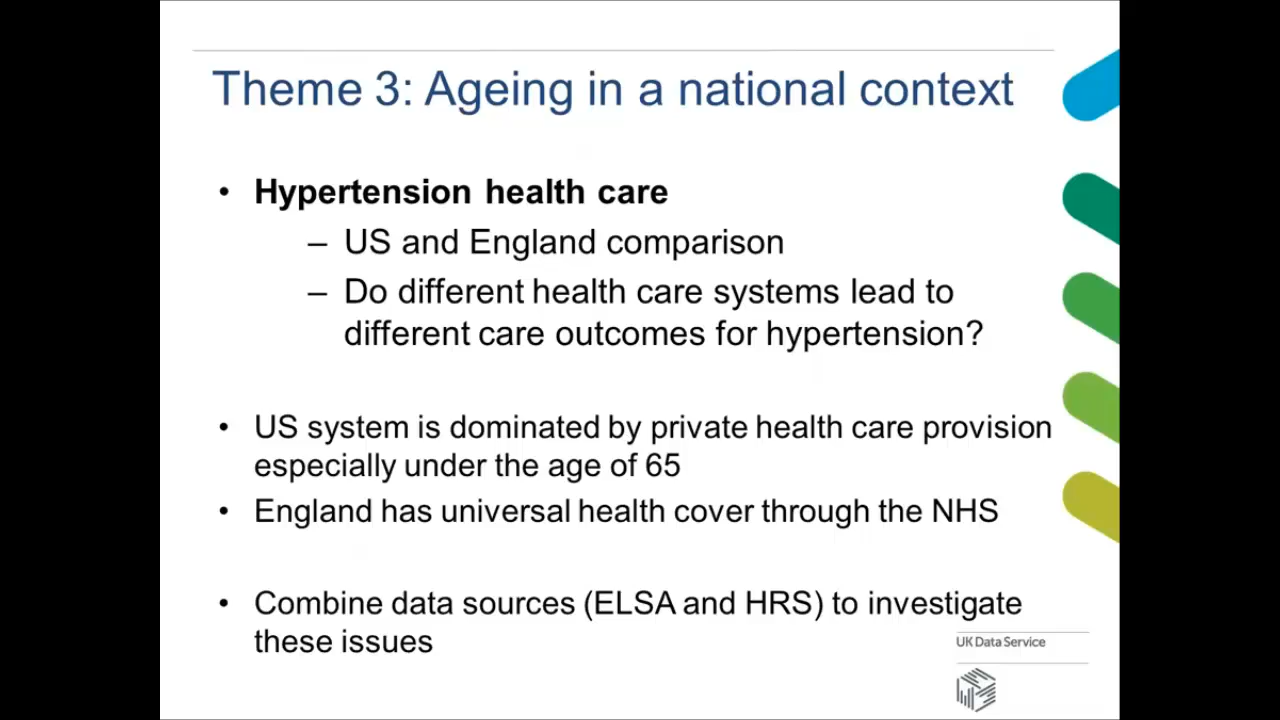 Theme 3: Ageing in a national context
• Hypertension health care
– US and England comparison
– Do different health care systems lead to
different care outcomes for hypertension?
• US system is dominated by private health care provision
especially under the age of 65
• England has universal health cover through the NHS
• Combine data sources (ELSA and HRS) to investigate
these issues
UK Data Service